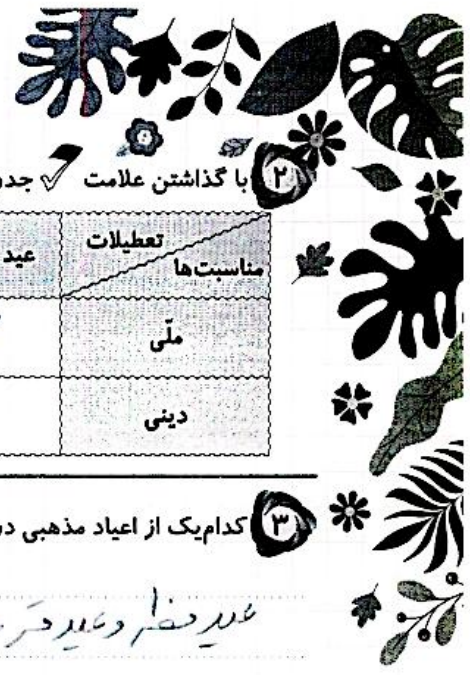 ۲ با گذاشتن علامت ✓ جدر
تعطیلات عید
مناسبت‌ها
ملّی
دینی
۳ کدام‌یک از اعیاد مذهبی در
عید فطر و عید قر